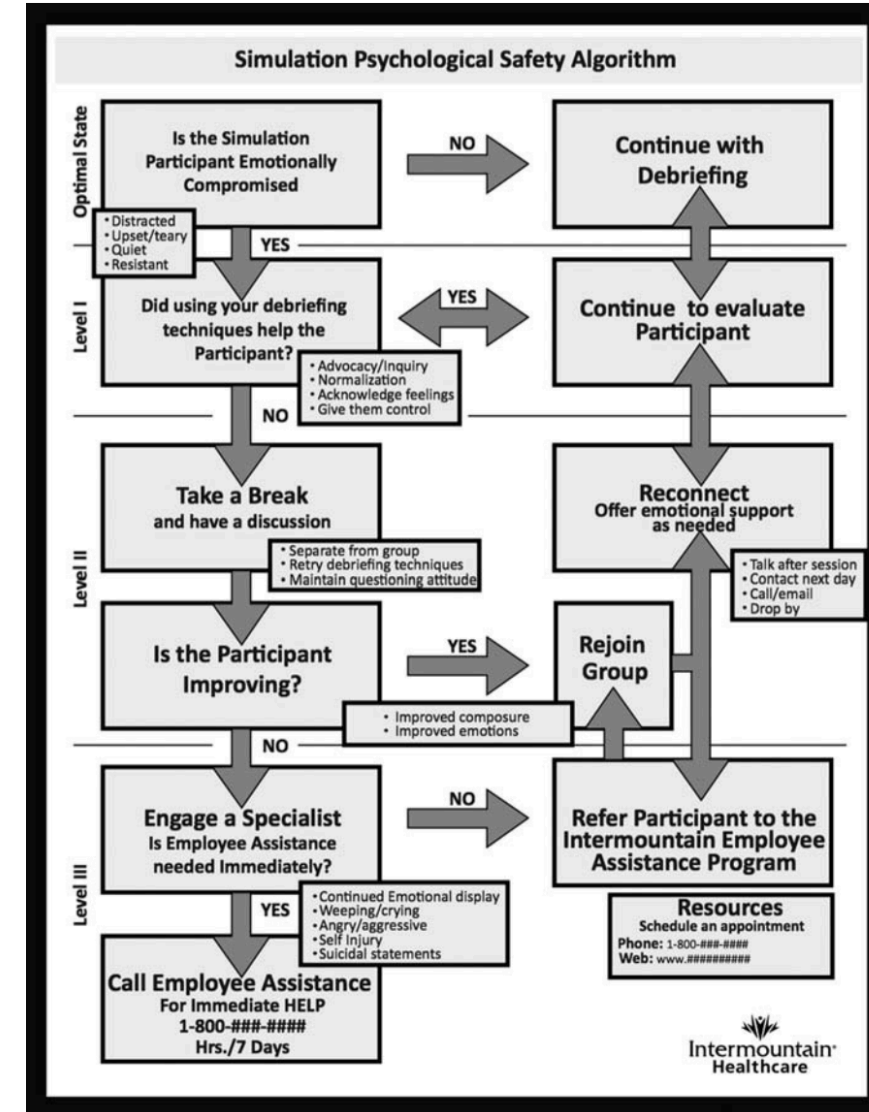 Simulation Psychological Safety Algorithm
Optimal State
Is the Simulation
Participant Emotionally
Compromised
NO
Continue with
Debriefing
• Distracted
• Upset/teary
• Quiet
• Resistant
YES
Level I
Did using your debriefing
techniques help the
Participant?
YES
Continue to evaluate
Participant
• Advocacy/Inquiry
• Normalization
• Acknowledge feelings
• Give them control
NO
Level II
Take a Break
and have a discussion
Reconnect
Offer emotional support
as needed
• Separate from group
• Retry debriefing techniques
• Maintain questioning attitude
• Talk after session
• Contact next day
• Call/email
• Drop by
Is the Participant
Improving?
YES
Rejoin
Group
• Improved composure
• Improved emotions
NO
Level III
Engage a Specialist
Is Employee Assistance
needed Immediately?
NO
Refer Participant to the
Intermountain Employee
Assistance Program
YES
• Continued Emotional display
• Weeping/crying
• Angry/aggressive
• Self Injury
• Suicidal statements
Resources
Schedule an appointment
Phone: 1-800-###-####
Web: www.##########
Call Employee Assistance
For Immediate HELP
1-800-###-####
Hrs./7 Days
Intermountain
Healthcare